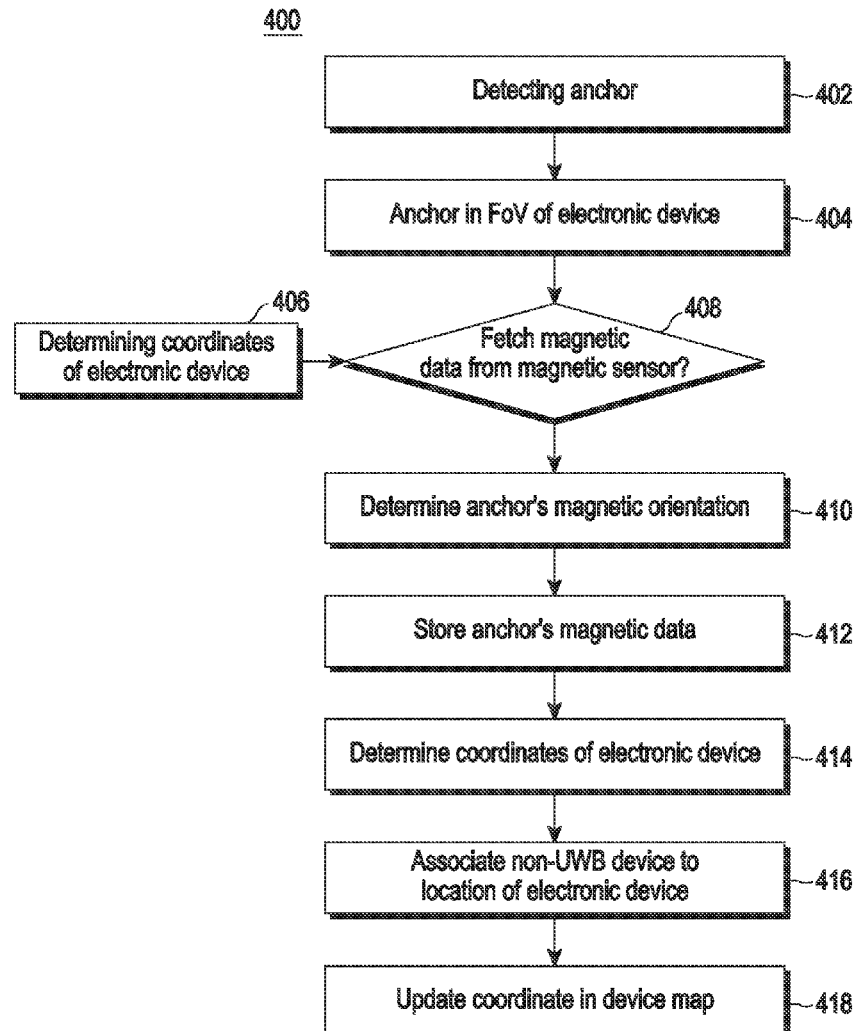 400
Detecting anchor
402
Anchor in FoV of electronic device
404
406
Determining coordinates
of electronic device
408
Fetch magnetic
data from magnetic sensor?
Determine anchor's magnetic orientation
410
Store anchor's magnetic data
412
Determine coordinates of electronic device
414
Associate non-UWB device to
location of electronic device
416
Update coordinate in device map
418